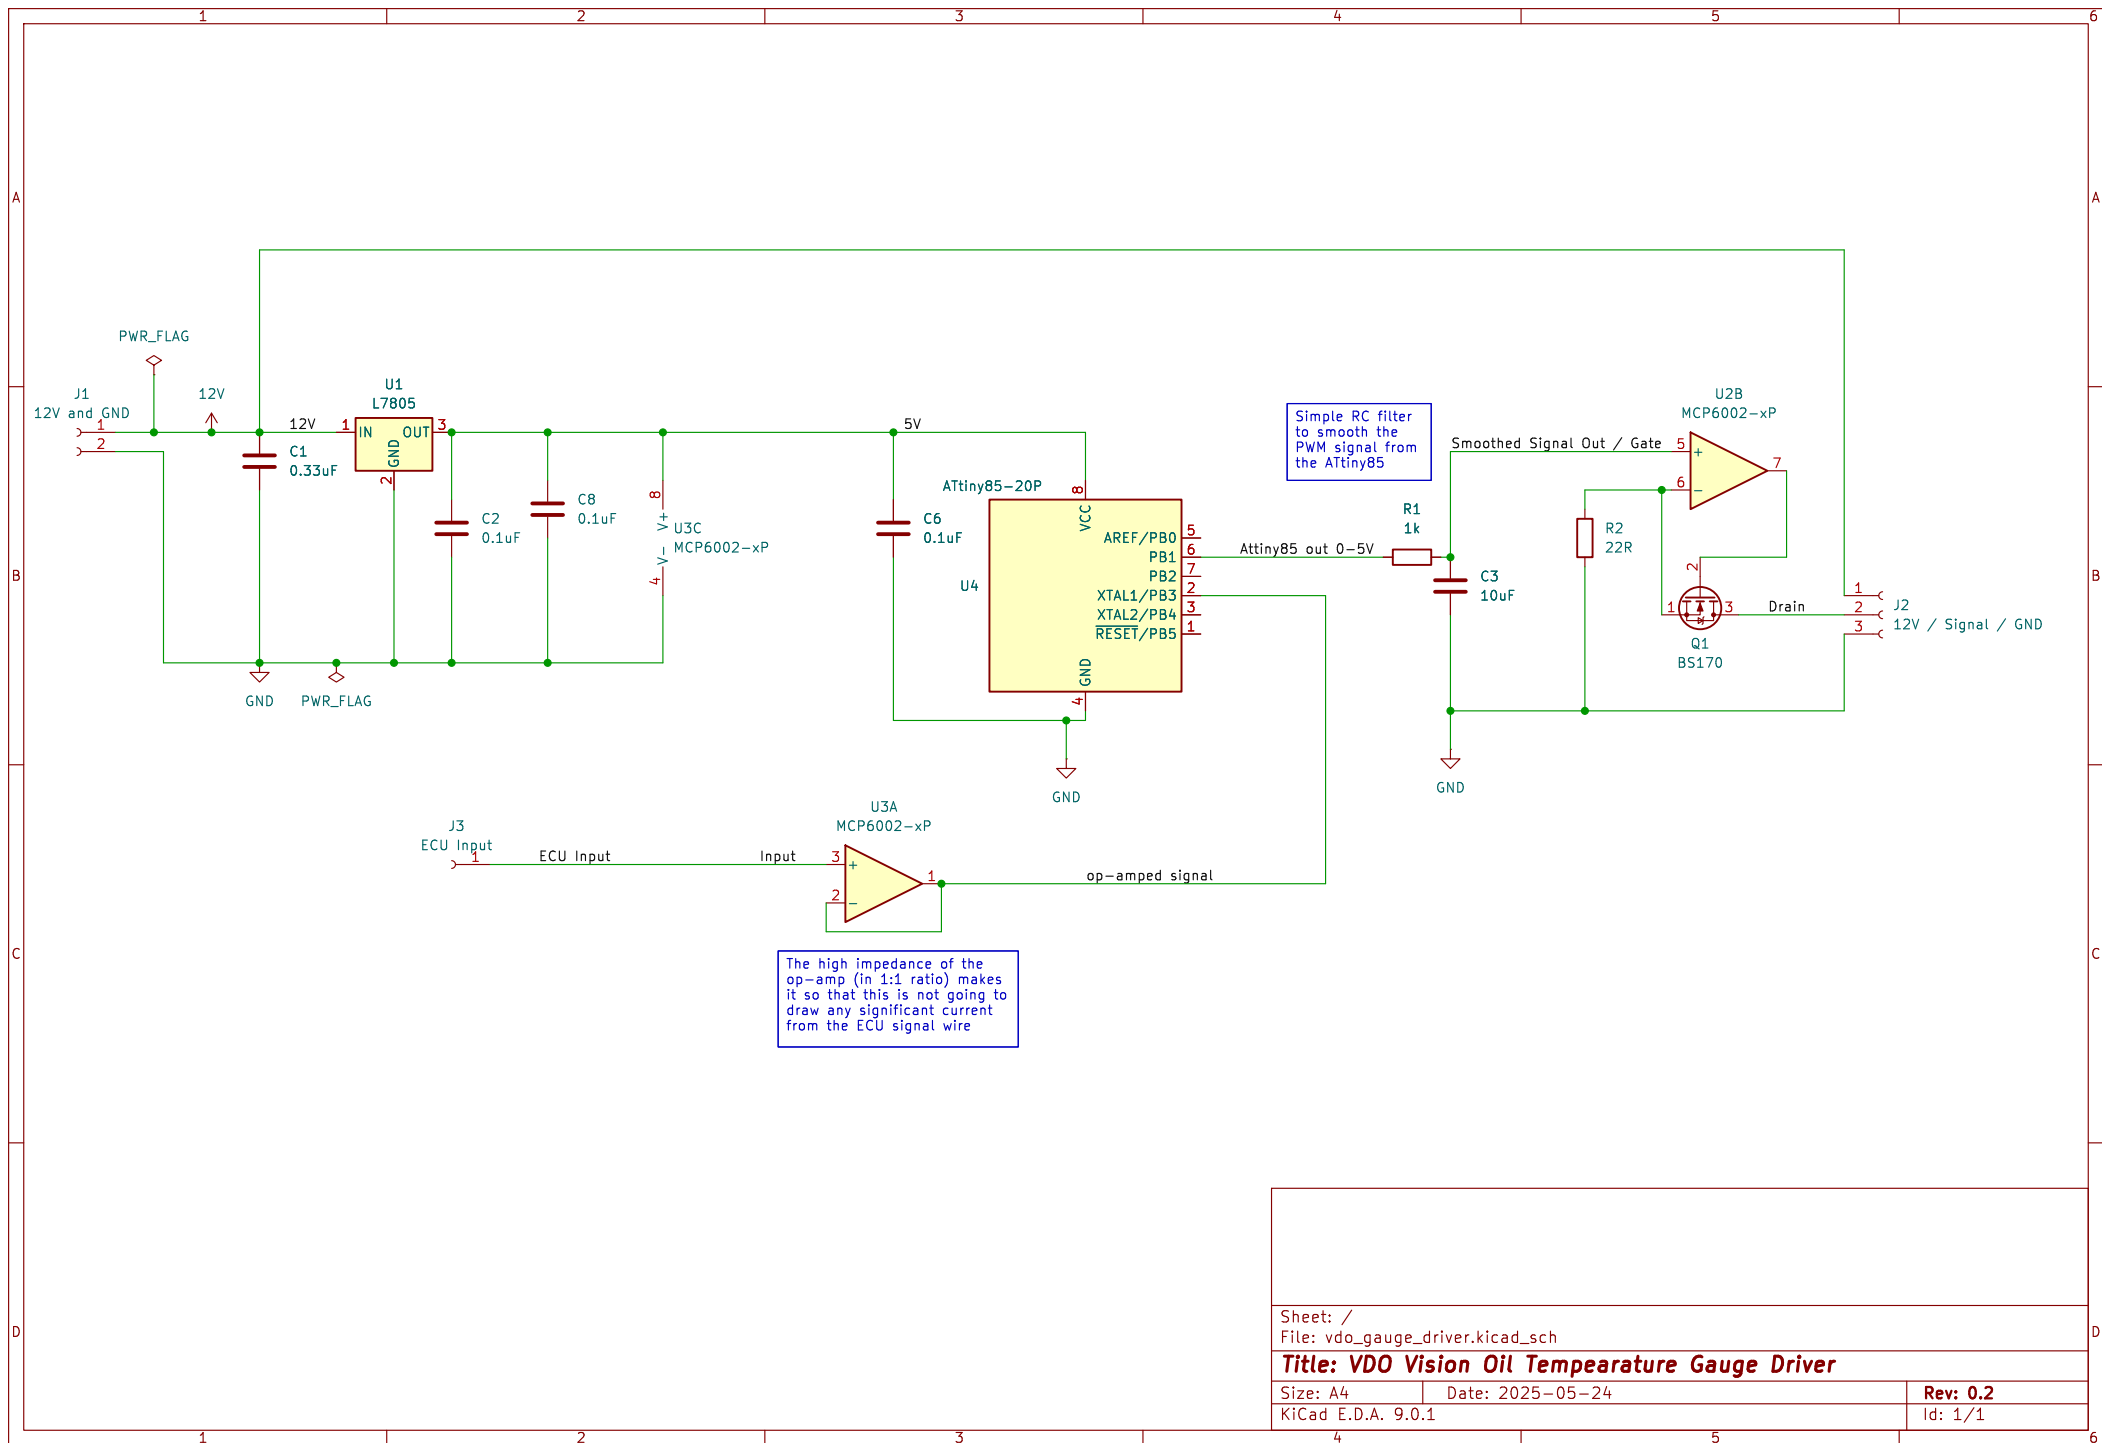 1 2 3 4 5 6
A A
PWR_FLAG
J1
12V and GND
1
2
12V
12V
U1
L7805
1 IN OUT 3
GND
2
C1
0.33uF
C2
0.1uF
C8
0.1uF
8
V+
U3C
MCP6002-xP
V-
4
GND
PWR_FLAG
5V
C6
0.1uF
ATtiny85-20P
U4
8
VCC
AREF/PB0 5
PB1 6
PB2 7
XTAL1/PB3 2
XTAL2/PB4 3
RESET/PB5 1
GND
4
GND
Attiny85 out 0-5V
Simple RC filter
to smooth the
PWM signal from
the ATtiny85
R1
1k
C3
10uF
GND
Smoothed Signal Out / Gate
U2B
MCP6002-xP
5 +
6 -
7
R2
22R
2
1 3
Q1
BS170
Drain
1
2
3
J2
12V / Signal / GND
B B
J3
ECU Input
1
ECU Input
Input
U3A
MCP6002-xP
3 +
2 -
1
op-amped signal
The high impedance of the
op-amp (in 1:1 ratio) makes
it so that this is not going to
draw any significant current
from the ECU signal wire
C C
D D
Sheet: /
File: vdo_gauge_driver.kicad_sch
Title: VDO Vision Oil Tempearature Gauge Driver
Size: A4 Date: 2025-05-24 Rev: 0.2
KiCad E.D.A. 9.0.1 Id: 1/1
1 2 3 4 5 6